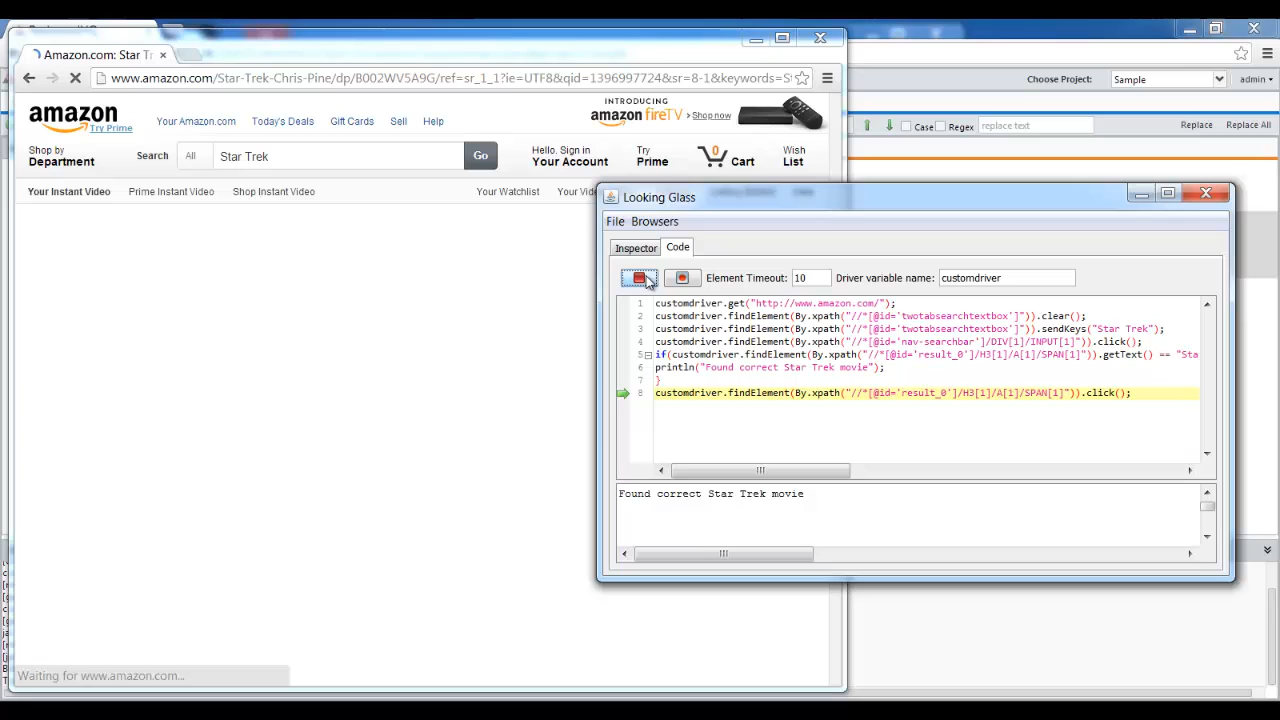 Amazon.com: Star Tr
www.amazon.com/Star-Trek-Chris-Pine/dp/B002WV5A9G/ref=sr_1_1?ie=UTF8&qid=1396997724&sr=8-1&keywords=S
Choose Project:
Sample
admin
amazon
Try Prime
Your Amazon.com
Today's Deals
Gift Cards
Sell
Help
INTRODUCING
amazon fireTV
Shop now
Case
Regex
replace text
Replace
Replace All
Shop by
Department
Search
All
Star Trek
Go
Hello. Sign in
Your Account
Try
Prime
0
Cart
Wish
List
Your Instant Video
Prime Instant Video
Shop Instant Video
Your Watchlist
Your Vide
Looking Glass
File
Browsers
Inspector
Code
Element Timeout:
10
Driver variable name:
customdriver
1 customdriver.get("http://www.amazon.com/");
2 customdriver.findElement(By.xpath("//*[@id='twotabsearchtextbox']")).clear();
3 customdriver.findElement(By.xpath("//*[@id='twotabsearchtextbox']")).sendKeys("Star Trek");
4 customdriver.findElement(By.xpath("//*[@id='nav-searchbar']/DIV[1]/INPUT[1]")).click();
5 if(customdriver.findElement(By.xpath("//*[@id='result_0']/H3[1]/A[1]/SPAN[1]")).getText() == "Sta
6 println("Found correct Star Trek movie");
7 }
8 customdriver.findElement(By.xpath("//*[@id='result_0']/H3[1]/A[1]/SPAN[1]")).click();
Found correct Star Trek movie
Waiting for www.amazon.com...